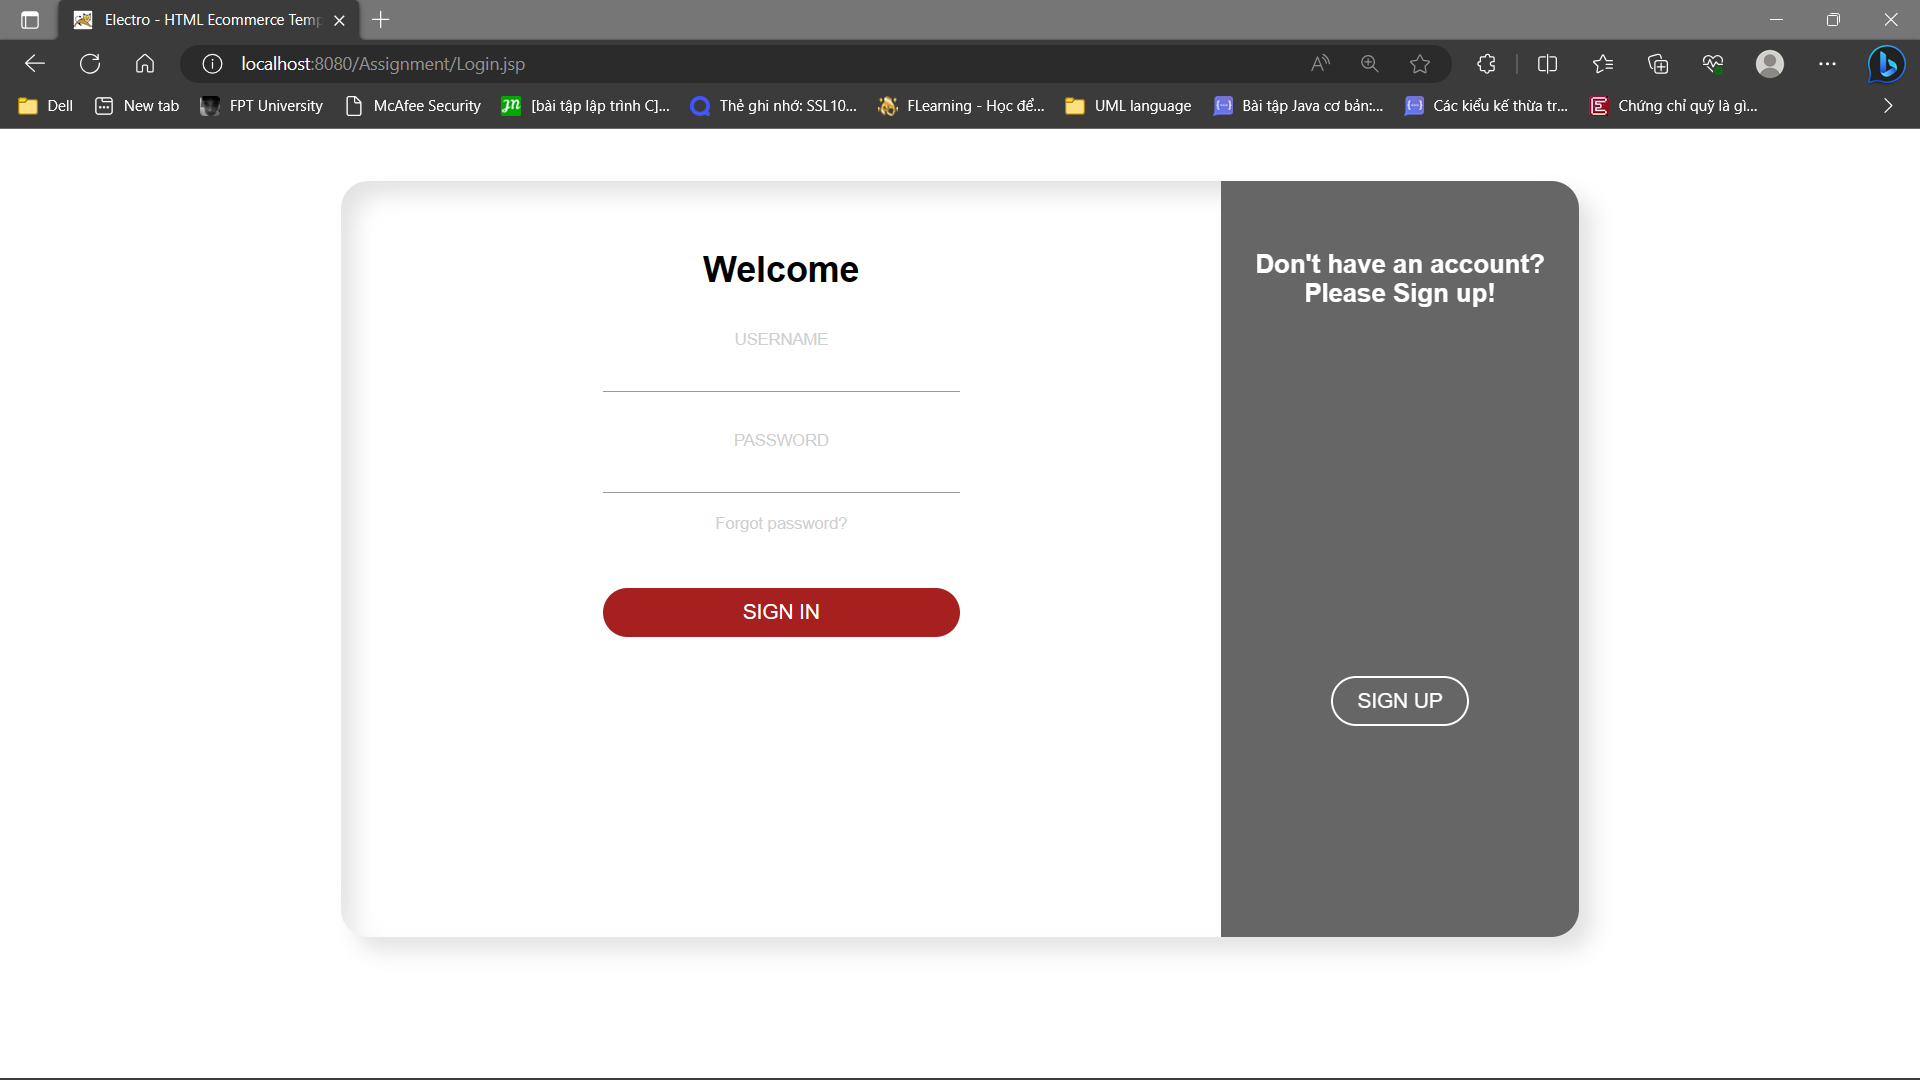 Electro - HTML Ecommerce Temp
localhost:8080/Assignment/Login.jsp
Dell
New tab
FPT University
McAfee Security
[bài tập lập trình C]...
Thẻ ghi nhớ: SSL10...
FLearning - Học để...
UML language
Bài tập Java cơ bản:...
Các kiểu kế thừa tr...
Chứng chỉ quỹ là gì...
Welcome
USERNAME
PASSWORD
Forgot password?
SIGN IN
Don't have an account?
Please Sign up!
SIGN UP